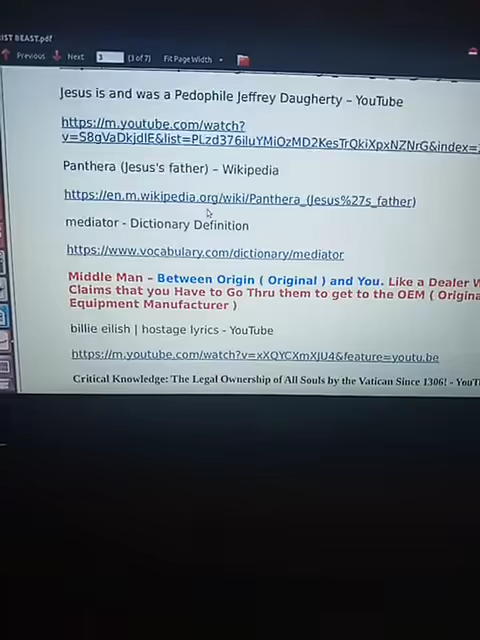 IST BEAST.pdf
Previous Next 3 (3 of 7) Fit Page Width
Jesus is and was a Pedophile Jeffrey Daugherty – YouTube
https://m.youtube.com/watch?
v=S8gVaDkjdlE&list=PLzd376iluYMiOzMD2KesTrQkiXpxNZNrG&index=
Panthera (Jesus's father) – Wikipedia
https://en.m.wikipedia.org/wiki/Panthera_(Jesus%27s_father)
mediator - Dictionary Definition
https://www.vocabulary.com/dictionary/mediator
Middle Man – Between Origin ( Original ) and You. Like a Dealer W
Claims that you Have to Go Thru them to get to the OEM ( Origina
Equipment Manufacturer )
billie eilish | hostage lyrics - YouTube
https://m.youtube.com/watch?v=xXQYCXmXJU4&feature=youtu.be
Critical Knowledge: The Legal Ownership of All Souls by the Vatican Since 1306! - YouT